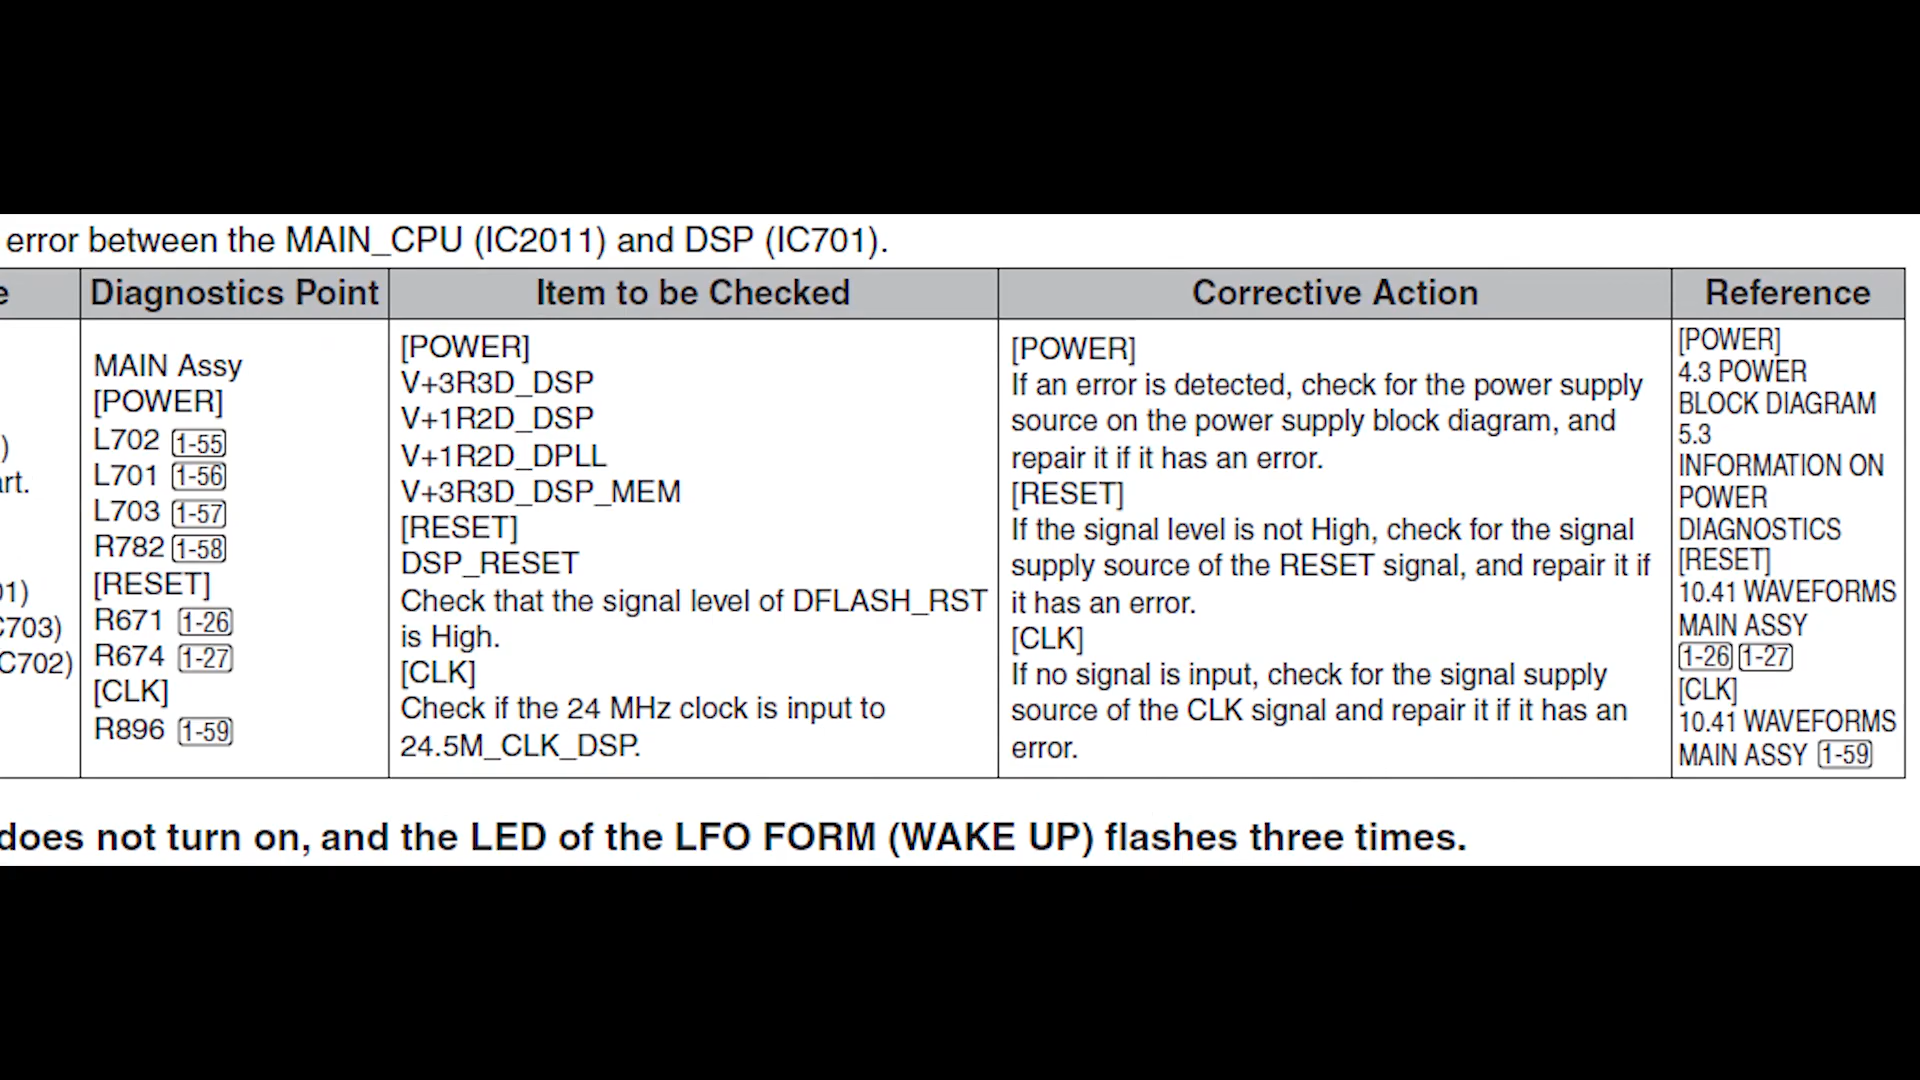 error between the MAIN_CPU (IC2011) and DSP (IC701).
e
Diagnostics Point
Item to be Checked
Corrective Action
Reference
)
art.
01)
C703)
C702)
MAIN Assy
[POWER]
L702 1-55
L701 1-56
L703 1-57
R782 1-58
[RESET]
R671 1-26
R674 1-27
[CLK]
R896 1-59
[POWER]
V+3R3D_DSP
V+1R2D_DSP
V+1R2D_DPLL
V+3R3D_DSP_MEM
[RESET]
DSP_RESET
Check that the signal level of DFLASH_RST
is High.
[CLK]
Check if the 24 MHz clock is input to
24.5M_CLK_DSP.
[POWER]
If an error is detected, check for the power supply
source on the power supply block diagram, and
repair it if it has an error.
[RESET]
If the signal level is not High, check for the signal
supply source of the RESET signal, and repair it if
it has an error.
[CLK]
If no signal is input, check for the signal supply
source of the CLK signal and repair it if it has an
error.
[POWER]
4.3 POWER
BLOCK DIAGRAM
5.3
INFORMATION ON
POWER
DIAGNOSTICS
[RESET]
10.41 WAVEFORMS
MAIN ASSY
1-26 1-27
[CLK]
10.41 WAVEFORMS
MAIN ASSY 1-59
does not turn on, and the LED of the LFO FORM (WAKE UP) flashes three times.